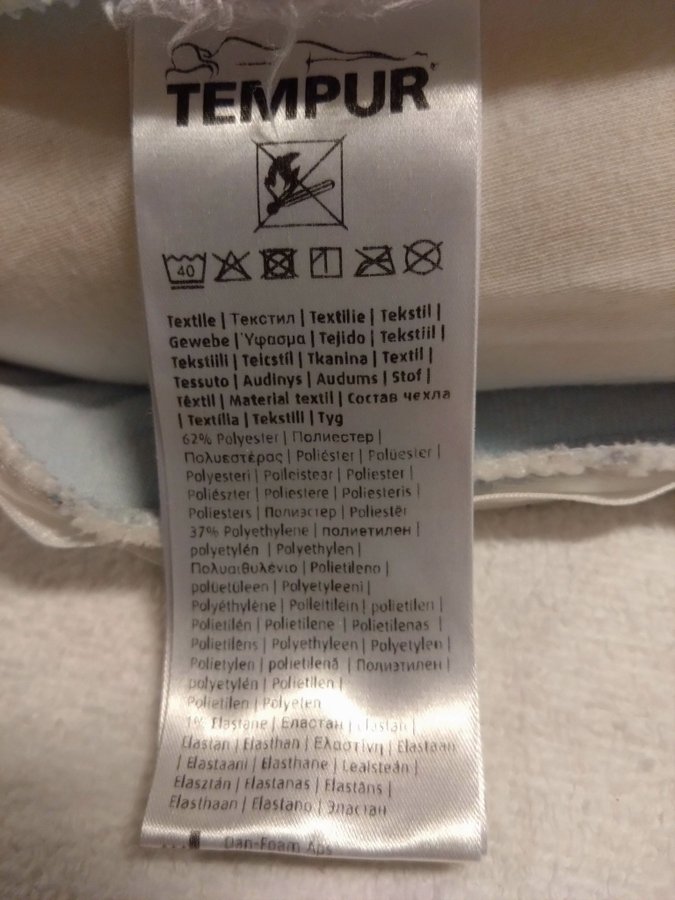 TEMPUR
40
Textile | Текстил | Textilie | Tekstil |
Gewebe | Ύφασμα | Tejido | Tekstiil |
Tekstiili | Teicstíl | Tkanina | Textil |
Tessuto | Audinys | Audums | Stof |
Têxtil | Material textil | Состав чехла
| Textília | Tekstili | Tyg
62% Polyester | Полиестер |
Πολυεστέρας | Poliéster | Polüester |
Polyesteri | Poileistear | Poliester |
Poliészter | Poliestere | Poliesteris |
Poliesters | Полиэстер | Poliestēr
37% Polyethylene | полиетилен |
polyetylén | Polyethylen |
Πολυαιθυλένιο | Polietileno |
polüetüleen | Polyetyleeni |
Polyéthylène | Poileitiléin | polietilen |
Polietilén | Polietilene | Polietilenas |
Polietilēns | Polyethyleen | Polyetylen |
Polietylen | polietilenă | Полиэтилен |
polyetylén | Polietilen |
Polietilen | Polyeten
1% Elastane | Еластан | Elastan |
Elastan | Elasthan | Ελαστίνη | Elastaan
| Elastaani | Elasthane | Leaisteán |
Elasztán | Elastanas | Elastāns |
Elasthaan | Elastano | Эластан
Dan-Foam Aps